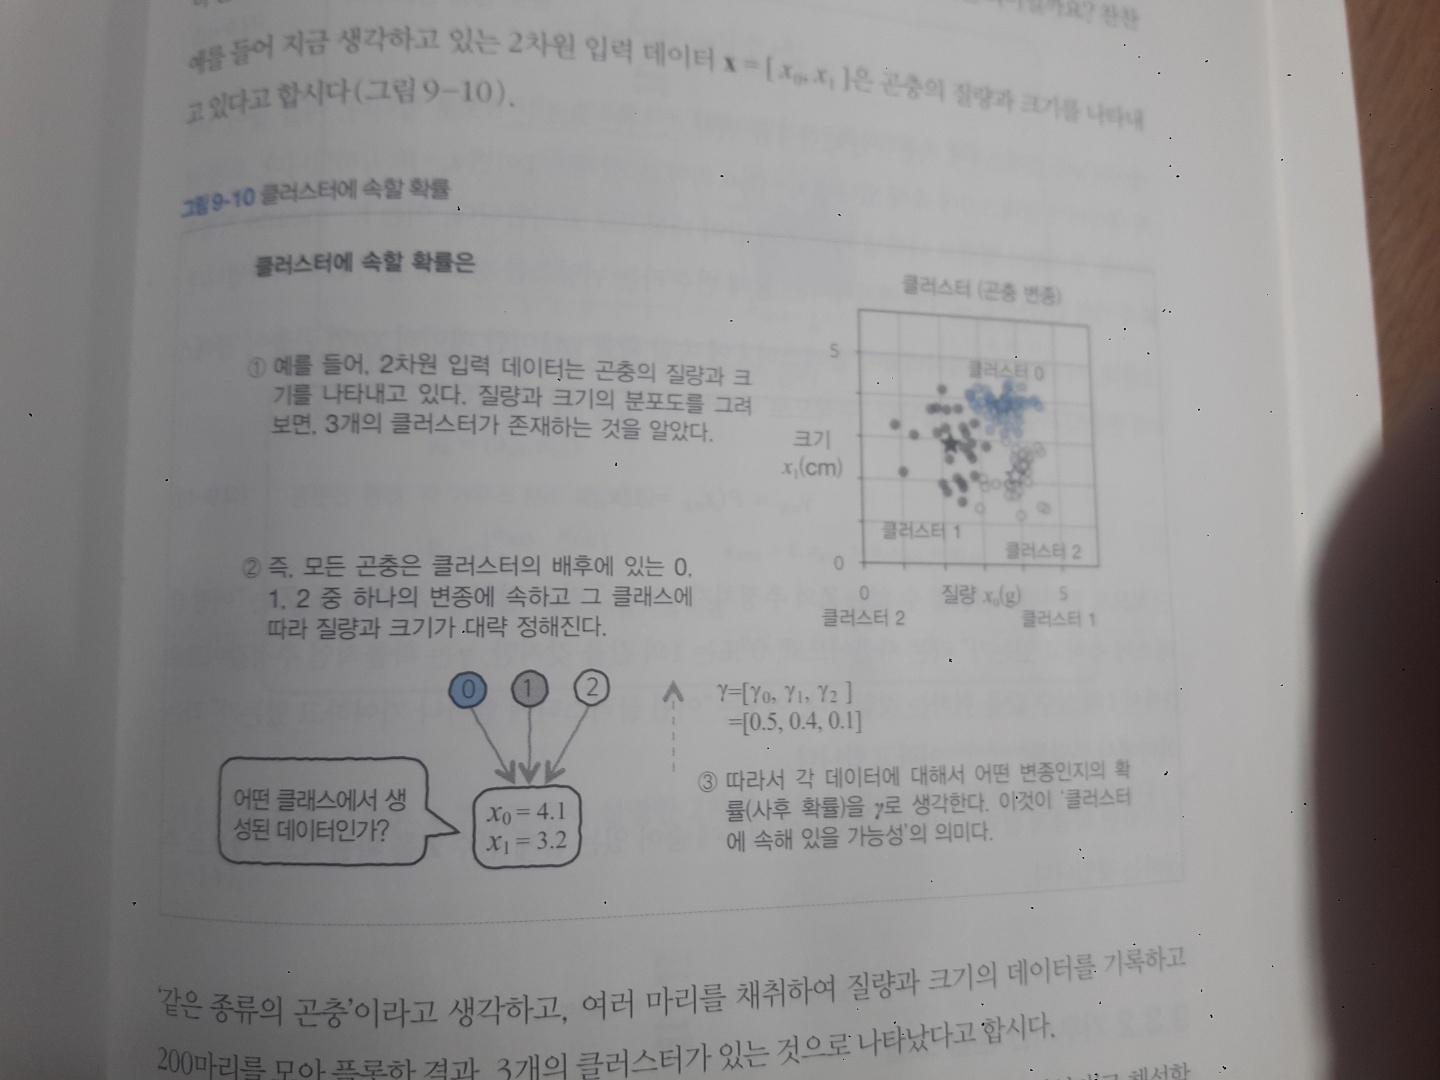 찬찬
예를 들어 지금 생각하고 있는 2차원 입력 데이터 x = [ x₀, x₁ ]은 곤충의 질량과 크기를 나타내
고 있다고 합시다(그림 9-10).
그림 9-10 클러스터에 속할 확률
클러스터에 속할 확률은
① 예를 들어, 2차원 입력 데이터는 곤충의 질량과 크
기를 나타내고 있다. 질량과 크기의 분포도를 그려
보면, 3개의 클러스터가 존재하는 것을 알았다.
클러스터 (곤충 변종)
5
클러스터 0
크기
x₁(cm)
클러스터 1
클러스터 2
0
0 질량 x₀(g) 5
클러스터 2 클러스터 1
② 즉, 모든 곤충은 클러스터의 배후에 있는 0,
1, 2 중 하나의 변종에 속하고 그 클래스에
따라 질량과 크기가 대략 정해진다.
0 1 2
γ=[γ₀, γ₁, γ₂ ]
=[0.5, 0.4, 0.1]
어떤 클래스에서 생
성된 데이터인가?
x₀ = 4.1
x₁ = 3.2
③ 따라서 각 데이터에 대해서 어떤 변종인지의 확
률(사후 확률)을 γ로 생각한다. 이것이 '클러스터
에 속해 있을 가능성'의 의미다.
'같은 종류의 곤충'이라고 생각하고, 여러 마리를 채취하여 질량과 크기의 데이터를 기록하고
200마리를 모아 플롯한 결과, 3개의 클러스터가 있는 것으로 나타났다고 합시다.